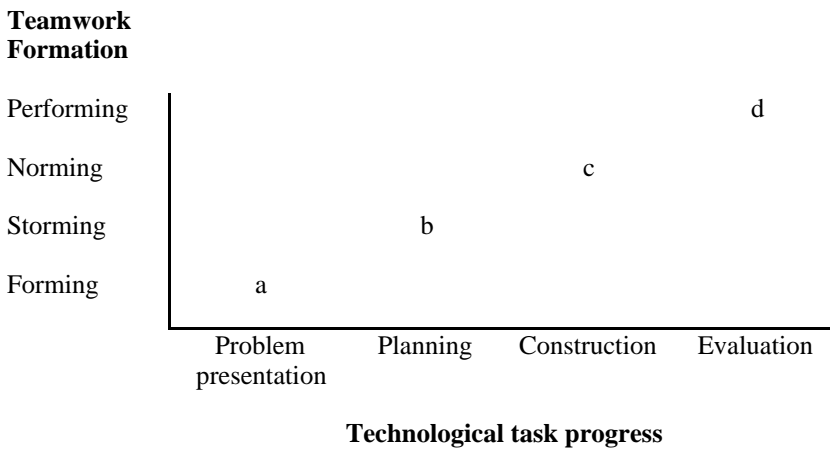 Teamwork
Formation
Performing d
Norming c
Storming b
Forming a
Problem Planning Construction Evaluation
presentation
Technological task progress